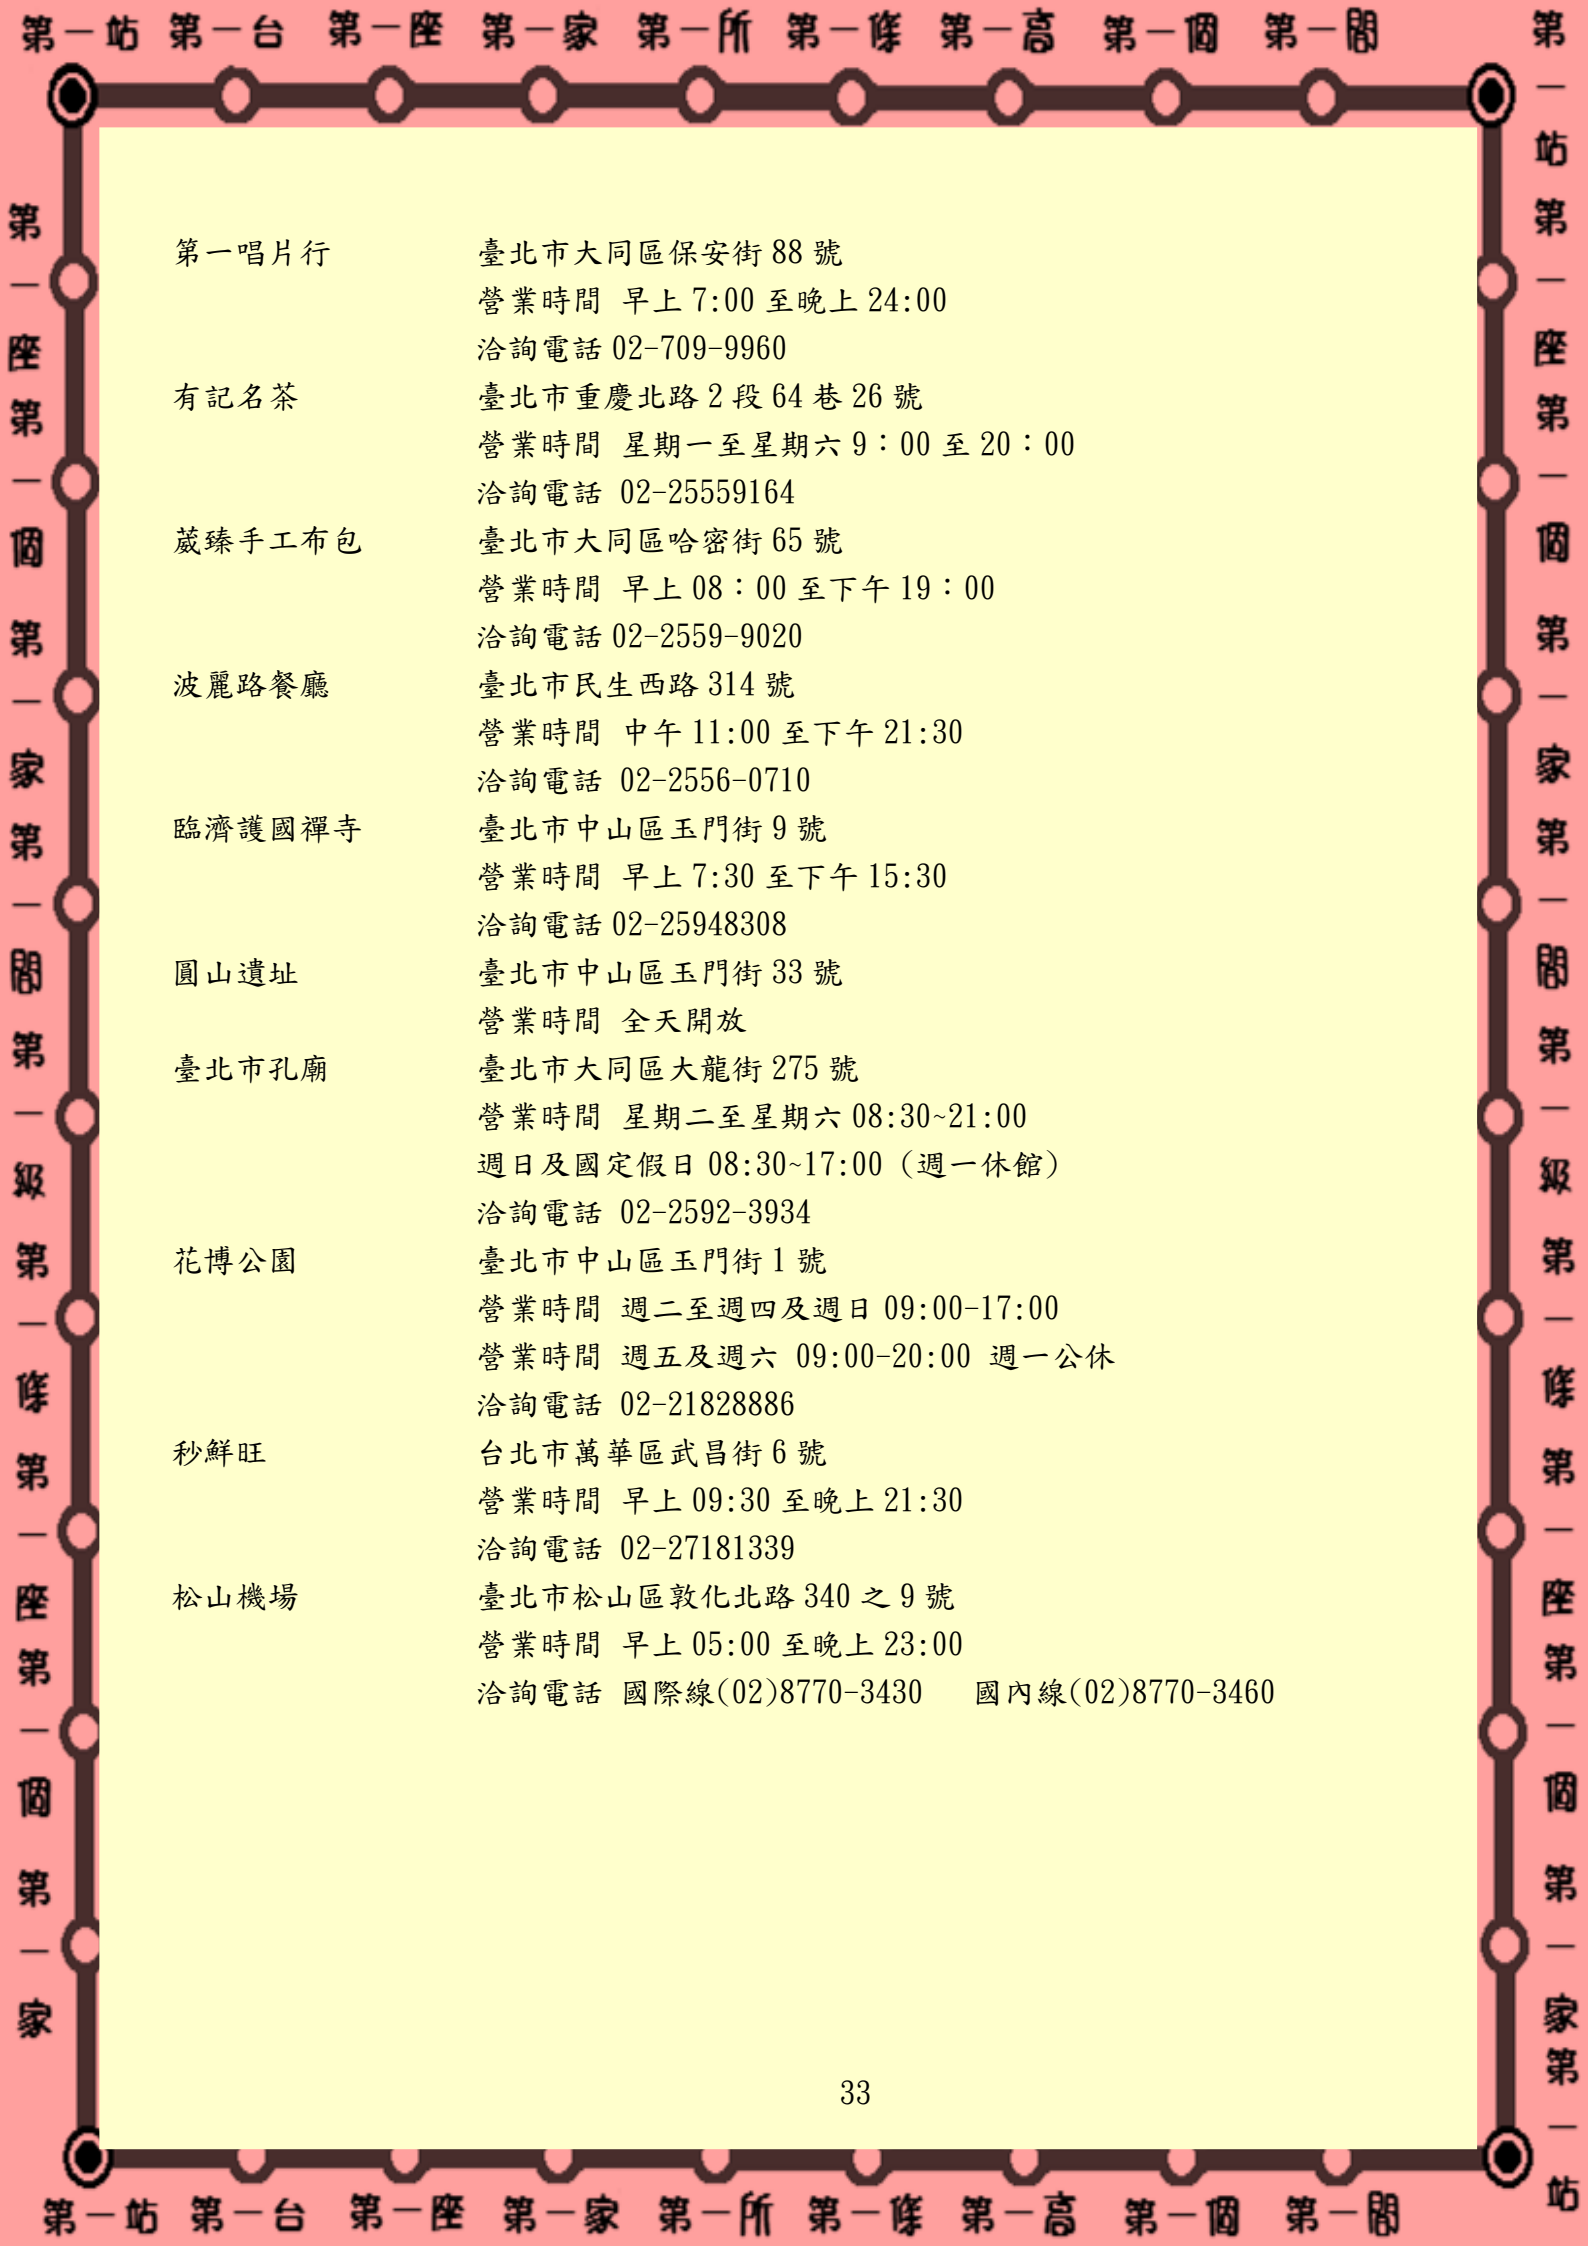 第一站 第一台 第一座 第一家 第一所 第一條 第一高 第一個 第一間
第一唱片行 臺北市大同區保安街 88 號
營業時間 早上 7:00 至晚上 24:00
洽詢電話 02-709-9960
有記名茶 臺北市重慶北路 2 段 64 巷 26 號
營業時間 星期一至星期六 9：00 至 20：00
洽詢電話 02-25559164
葳臻手工布包 臺北市大同區哈密街 65 號
營業時間 早上 08：00 至下午 19：00
洽詢電話 02-2559-9020
波麗路餐廳 臺北市民生西路 314 號
營業時間 中午 11:00 至下午 21:30
洽詢電話 02-2556-0710
臨濟護國禪寺 臺北市中山區玉門街 9 號
營業時間 早上 7:30 至下午 15:30
洽詢電話 02-25948308
圓山遺址 臺北市中山區玉門街 33 號
營業時間 全天開放
臺北市孔廟 臺北市大同區大龍街 275 號
營業時間 星期二至星期六 08:30~21:00
週日及國定假日 08:30~17:00（週一休館）
洽詢電話 02-2592-3934
花博公園 臺北市中山區玉門街 1 號
營業時間 週二至週四及週日 09:00-17:00
營業時間 週五及週六 09:00-20:00 週一公休
洽詢電話 02-21828886
秒鮮旺 台北市萬華區武昌街 6 號
營業時間 早上 09:30 至晚上 21:30
洽詢電話 02-27181339
松山機場 臺北市松山區敦化北路 340 之 9 號
營業時間 早上 05:00 至晚上 23:00
洽詢電話 國際線(02)8770-3430 國內線(02)8770-3460
33
第一座第一個第一家第一間第一級第一條第一座第一個第一家
第一站第一座第一個第一家第一間第一級第一條第一座第一個第一家第一站
第一站 第一台 第一座 第一家 第一所 第一條 第一高 第一個 第一間